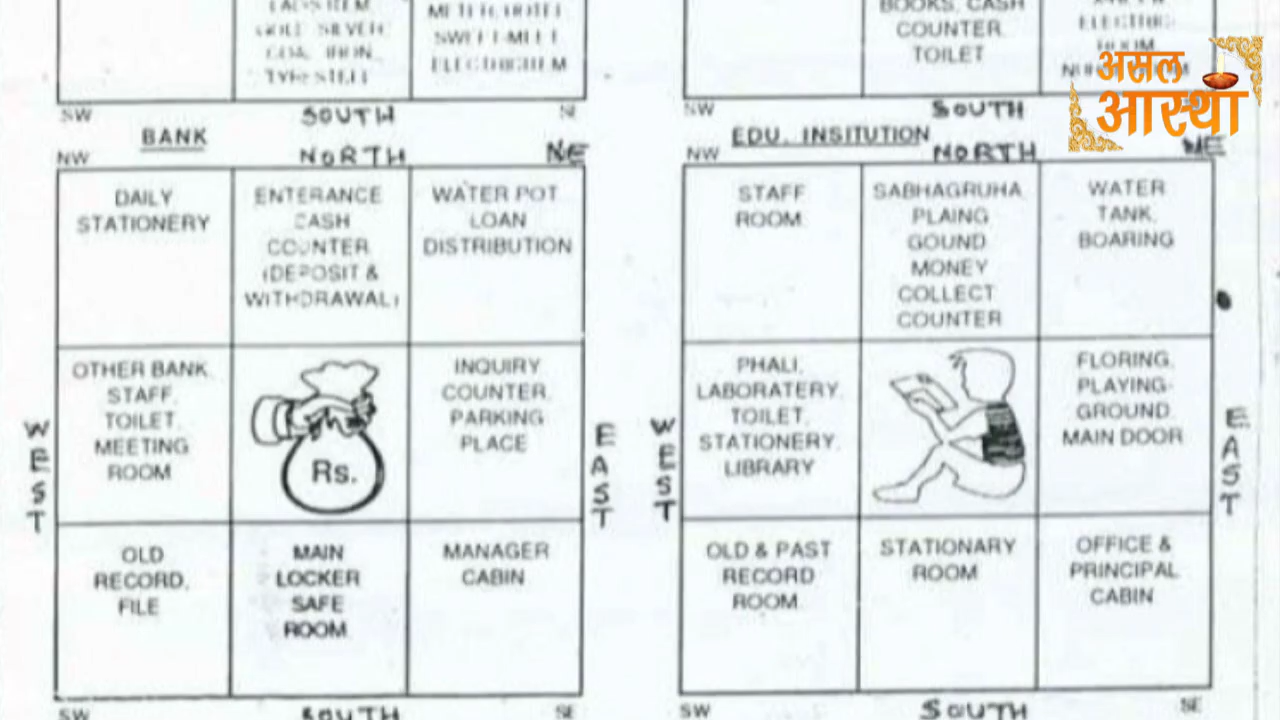 BOOKS, CASH
COUNTER
TOILET
SW
SOUTH
SE
SW
SOUTH
असल
आस्था
BANK
NW
NORTH
NE
DAILY
STATIONERY
ENTERANCE
CASH
COUNTER
(DEPOSIT &
WITHDRAWAL)
WATER POT
LOAN
DISTRIBUTION
OTHER BANK,
STAFF,
TOILET,
MEETING
ROOM
Rs.
INQUIRY
COUNTER,
PARKING
PLACE
OLD
RECORD,
FILE
MAIN
LOCKER
SAFE
ROOM
MANAGER
CABIN
WEST
EAST
SW
SOUTH
SE
EDU. INSITUTION
NW
NORTH
NE
STAFF
ROOM
SABHAGRUHA
PLAING
GOUND
MONEY
COLLECT
COUNTER
WATER
TANK,
BOARING
PHALI,
LABORATERY,
TOILET,
STATIONERY,
LIBRARY
FLORING,
PLAYING
GROUND
MAIN DOOR
OLD & PAST
RECORD
ROOM
STATIONARY
ROOM
OFFICE &
PRINCIPAL
CABIN
WEST
EAST
SW
SOUTH
SE